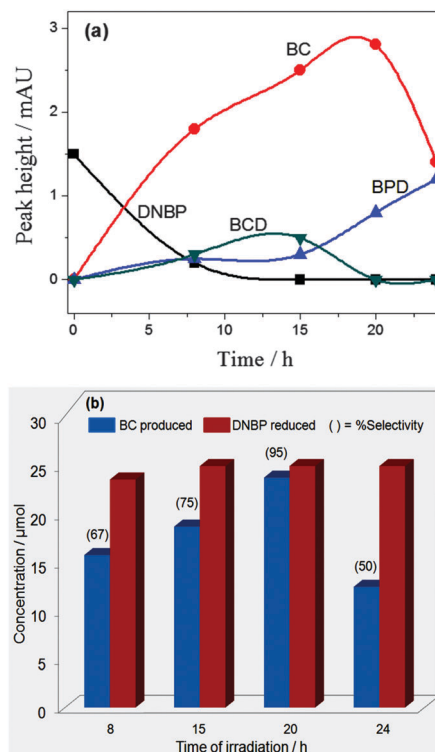 (a)
3
2
1
0
Peak height / mAU
BC
DNBP
BCD
BPD
0 5 10 15 20
Time / h
(b)
30
25
20
15
10
5
0
Concentration / μmol
BC produced DNBP reduced ( ) = %Selectivity
(67) (75) (95) (50)
8 15 20 24
Time of irradiation / h